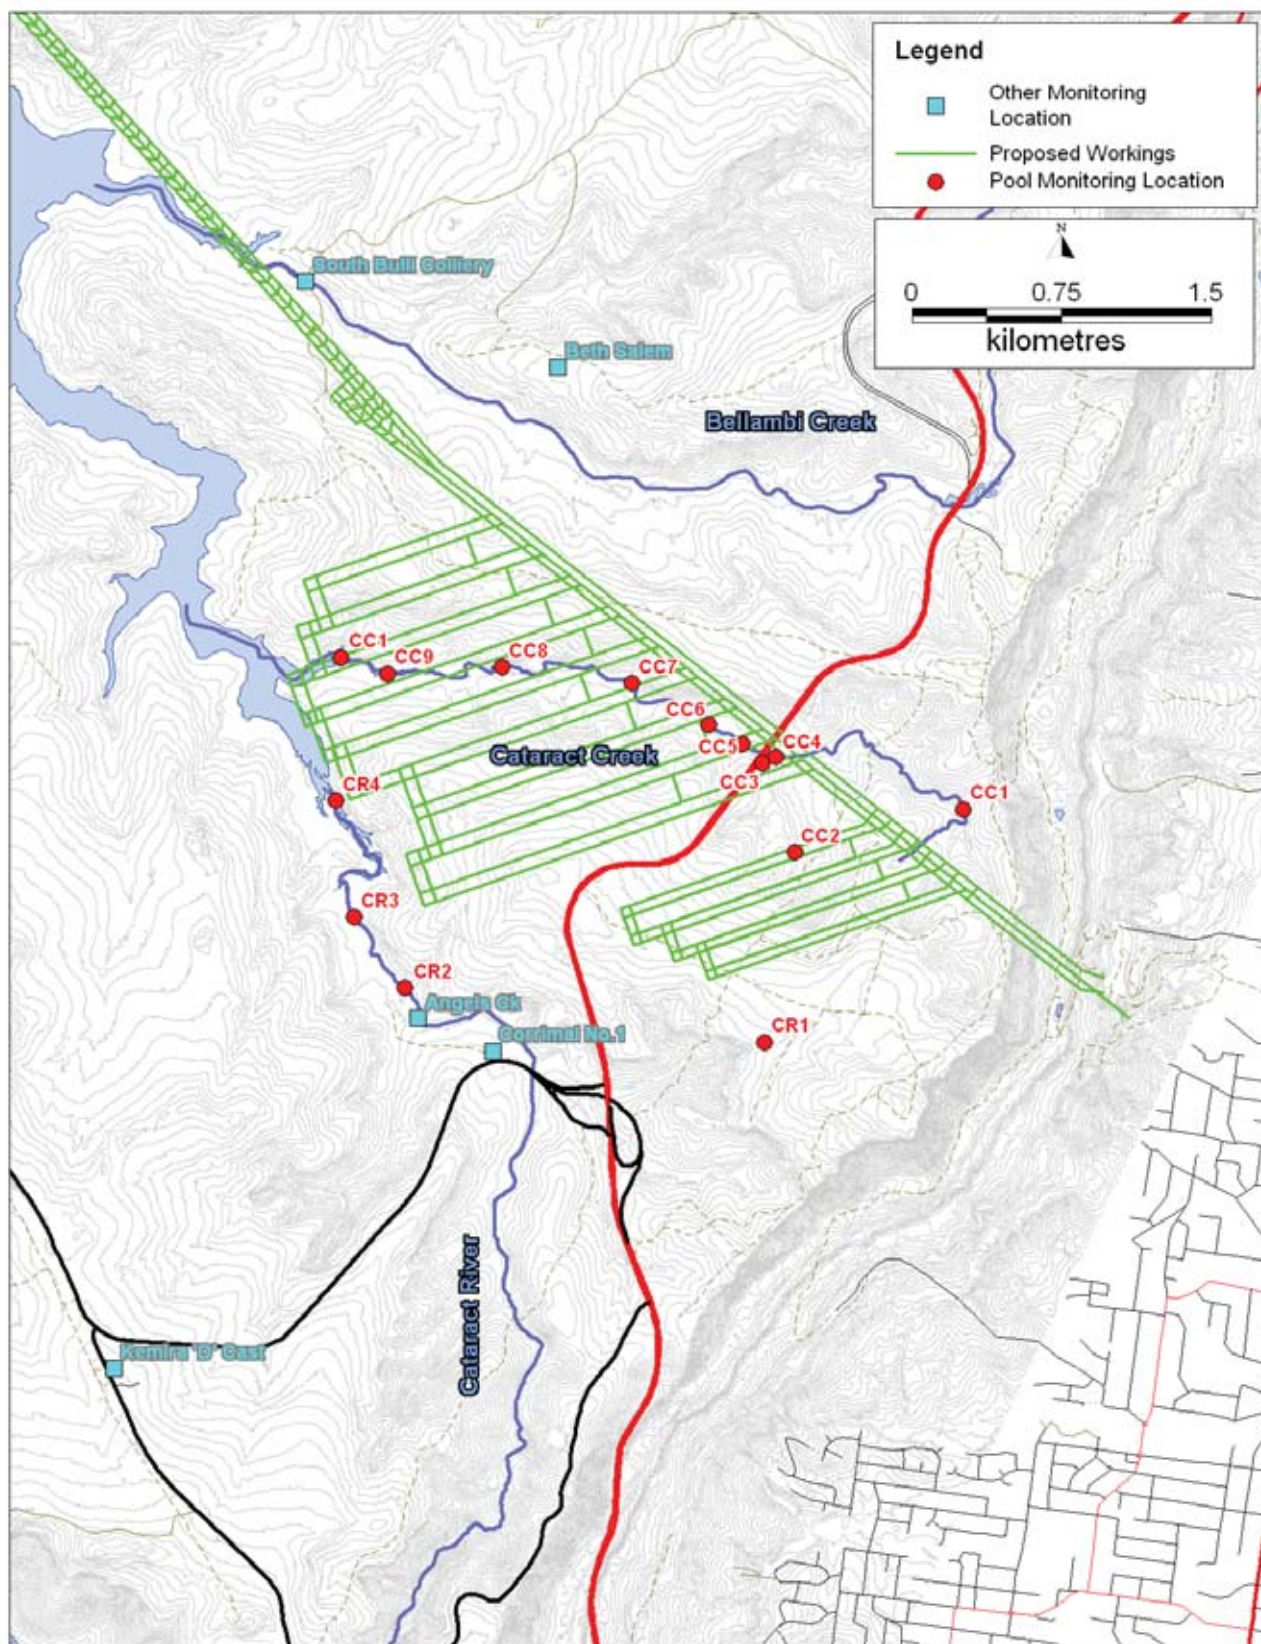 Legend
Other Monitoring
Location
Proposed Workings
Pool Monitoring Location
N
0 0.75 1.5
kilometres
South Bulli Colliery
Beth Salem
Bellambi Creek
CC1
CC9
CC8
CC7
CC6
CC5
CC4
CC3
Cataract Creek
CR4
CC1
CC2
CR3
CR2
Angels Ck
Corrimal No.1
CR1
Cataract River
Kemira 'D' Cast